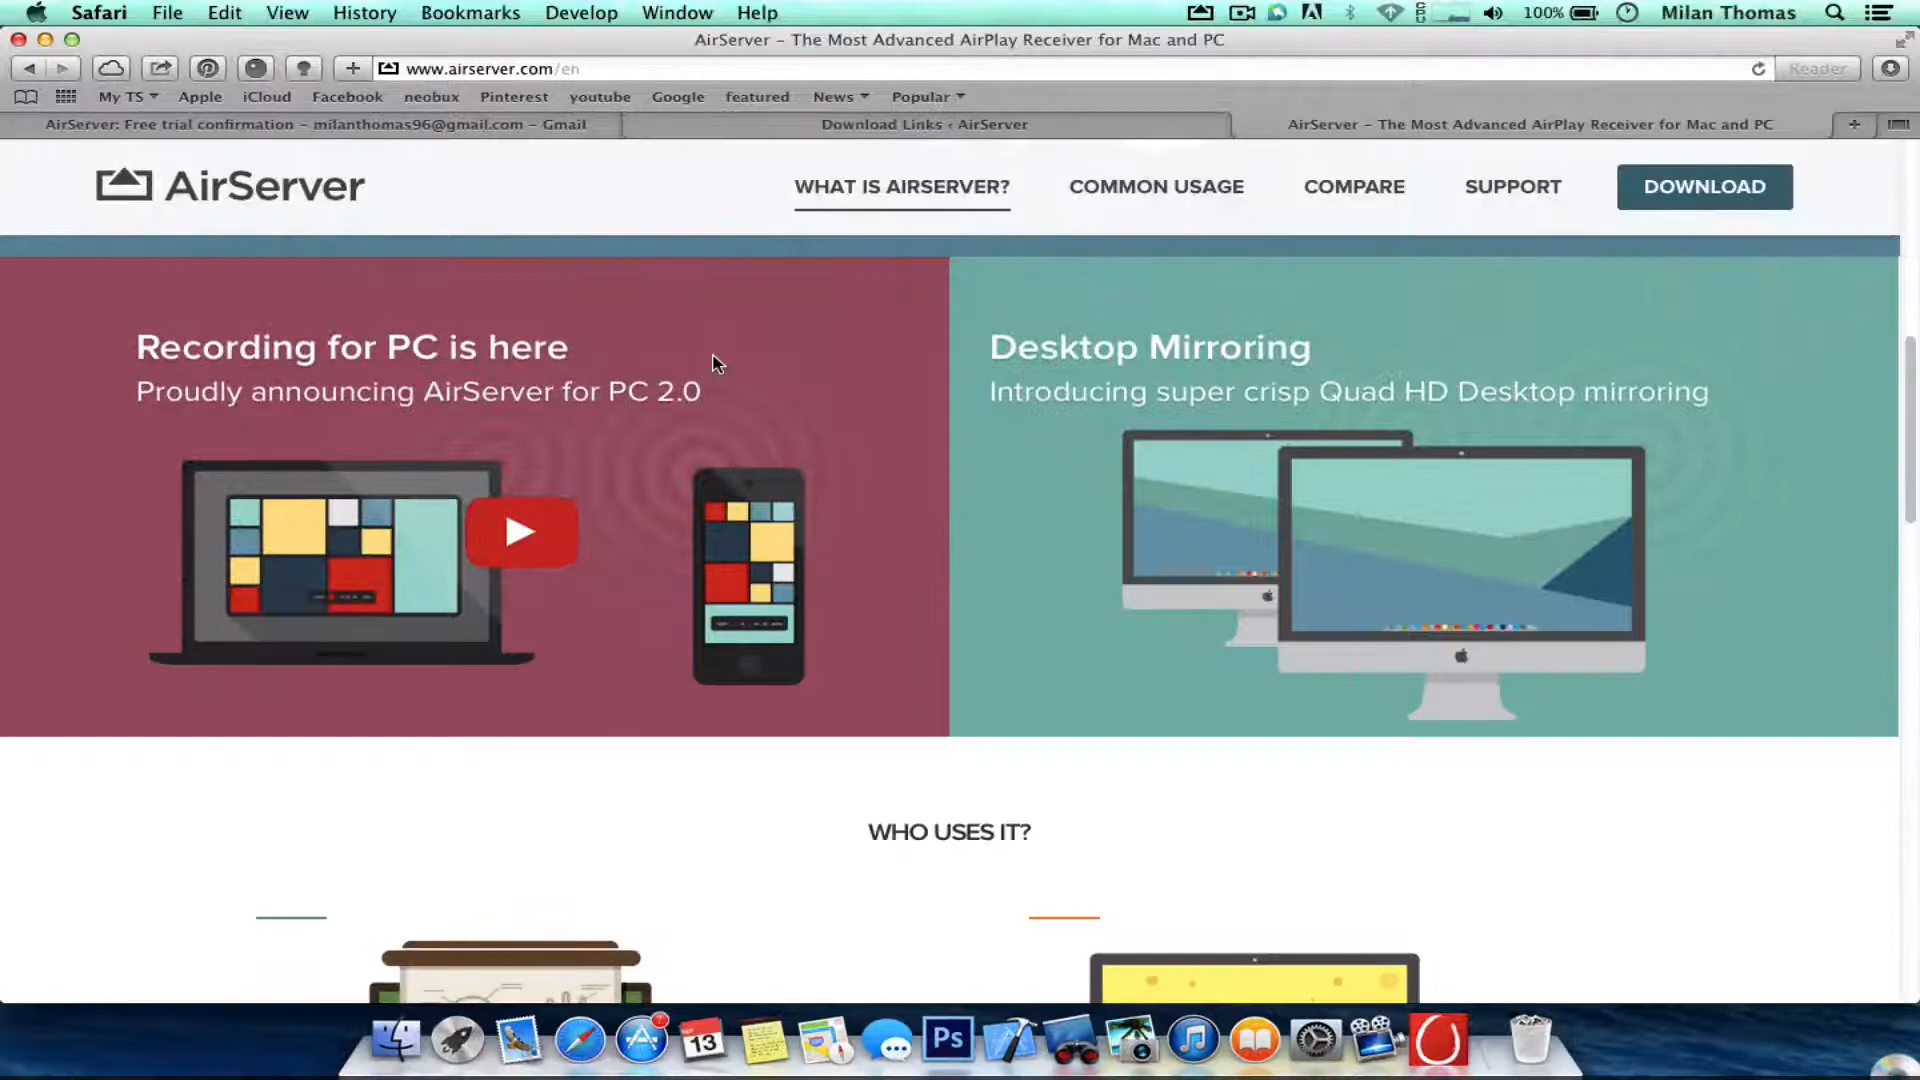 Safari File Edit View History Bookmarks Develop Window Help 100% Milan Thomas
AirServer – The Most Advanced AirPlay Receiver for Mac and PC
www.airserver.com/en Reader
My TS Apple iCloud Facebook neobux Pinterest youtube Google featured News Popular
AirServer: Free trial confirmation – milanthomas96@gmail.com – Gmail Download Links ‹ AirServer AirServer – The Most Advanced AirPlay Receiver for Mac and PC
AirServer WHAT IS AIRSERVER? COMMON USAGE COMPARE SUPPORT DOWNLOAD
Recording for PC is here
Proudly announcing AirServer for PC 2.0
Desktop Mirroring
Introducing super crisp Quad HD Desktop mirroring
WHO USES IT?
13
Ps